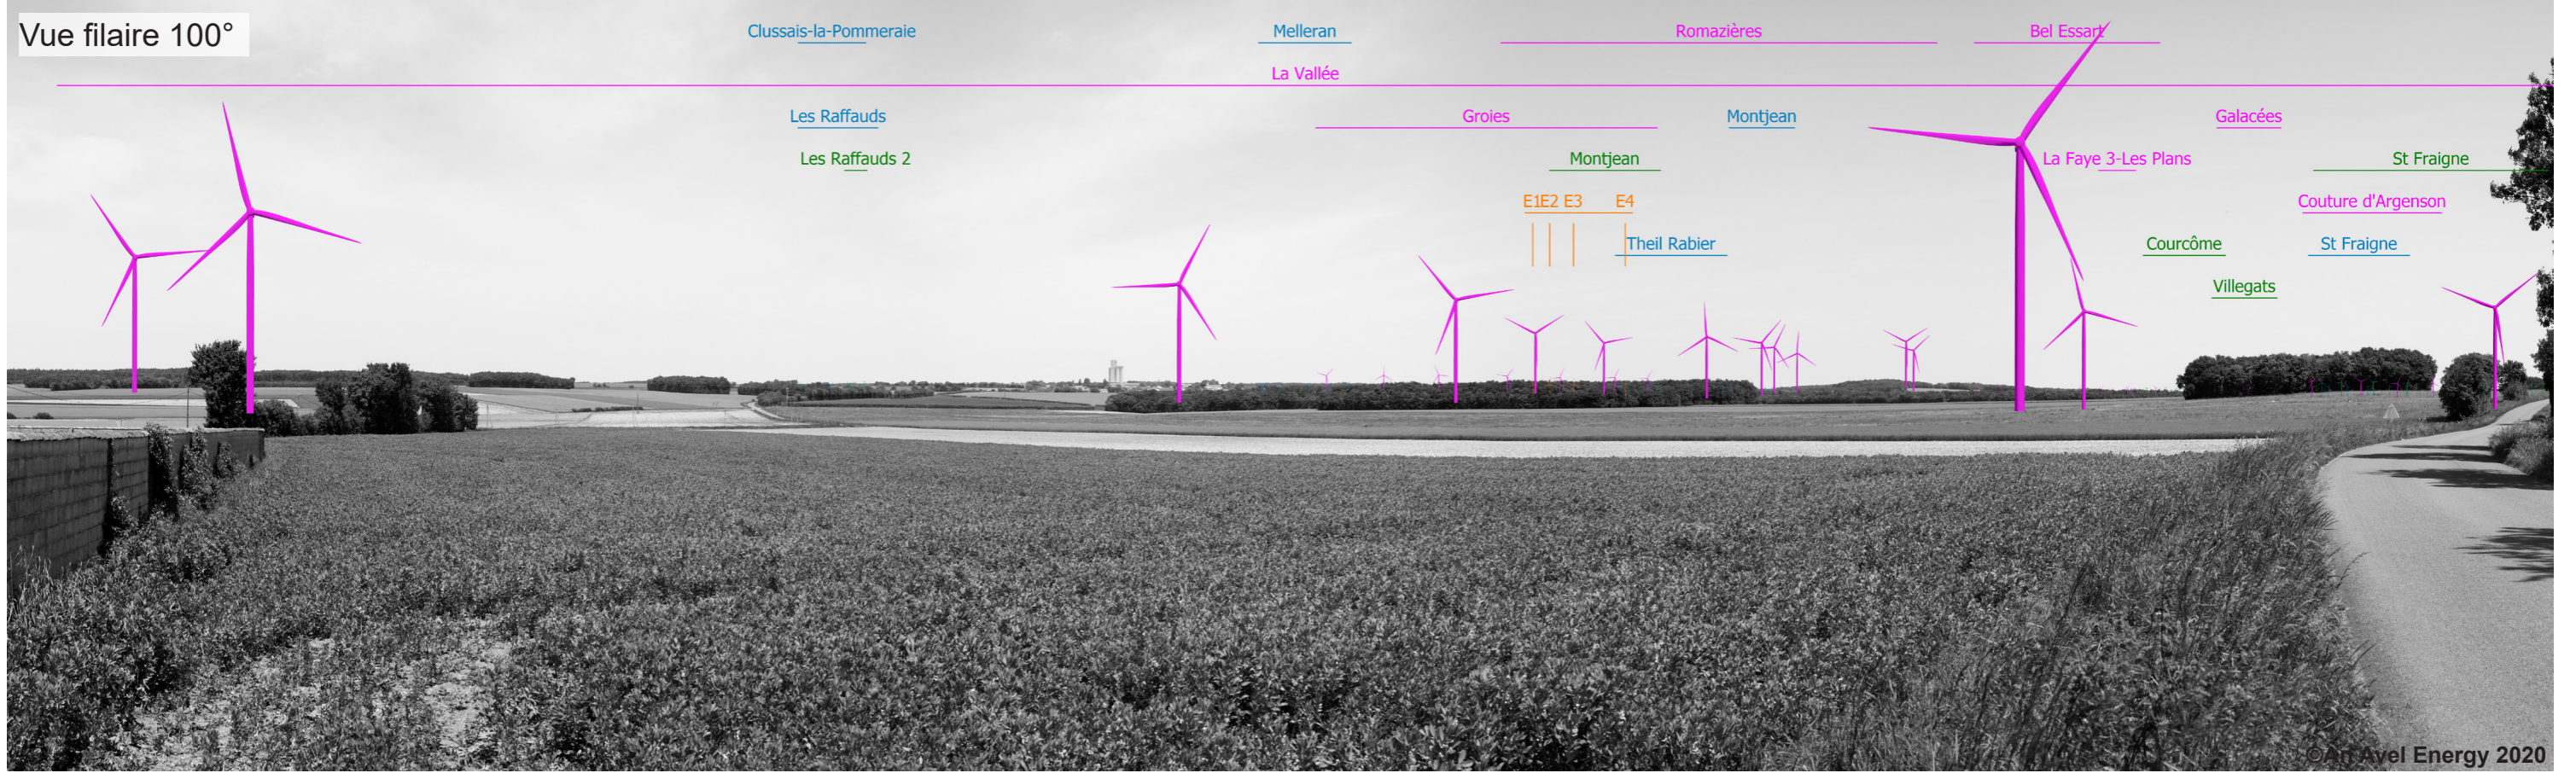 Vue filaire 100°
Clussais-la-Pommeraie
Melleran
Romazières
Bel Essart
La Vallée
Les Raffauds
Groies
Montjean
Galacées
Les Raffauds 2
Montjean
La Faye 3-Les Plans
St Fraigne
E1E2 E3 E4
Couture d'Argenson
Theil Rabier
Courcôme
St Fraigne
Villegats
©An Avel Energy 2020